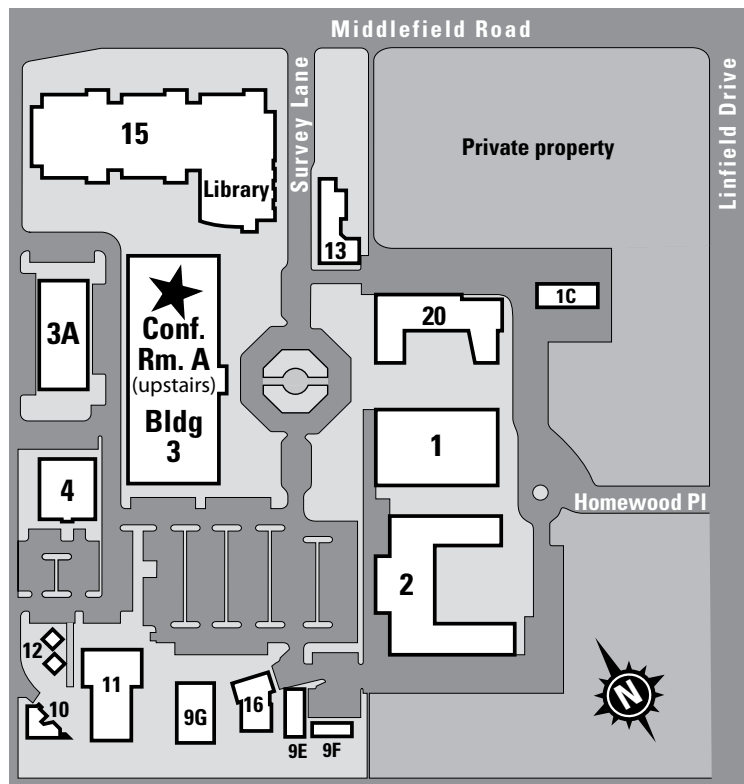 Middlefield Road
Survey Lane
Linfield Drive
15
Library
Private property
13
1C
3A
Conf.
Rm. A
(upstairs)
Bldg
3
20
1
4
Homewood Pl
2
12
11
10
9G
16
9E
9F
N